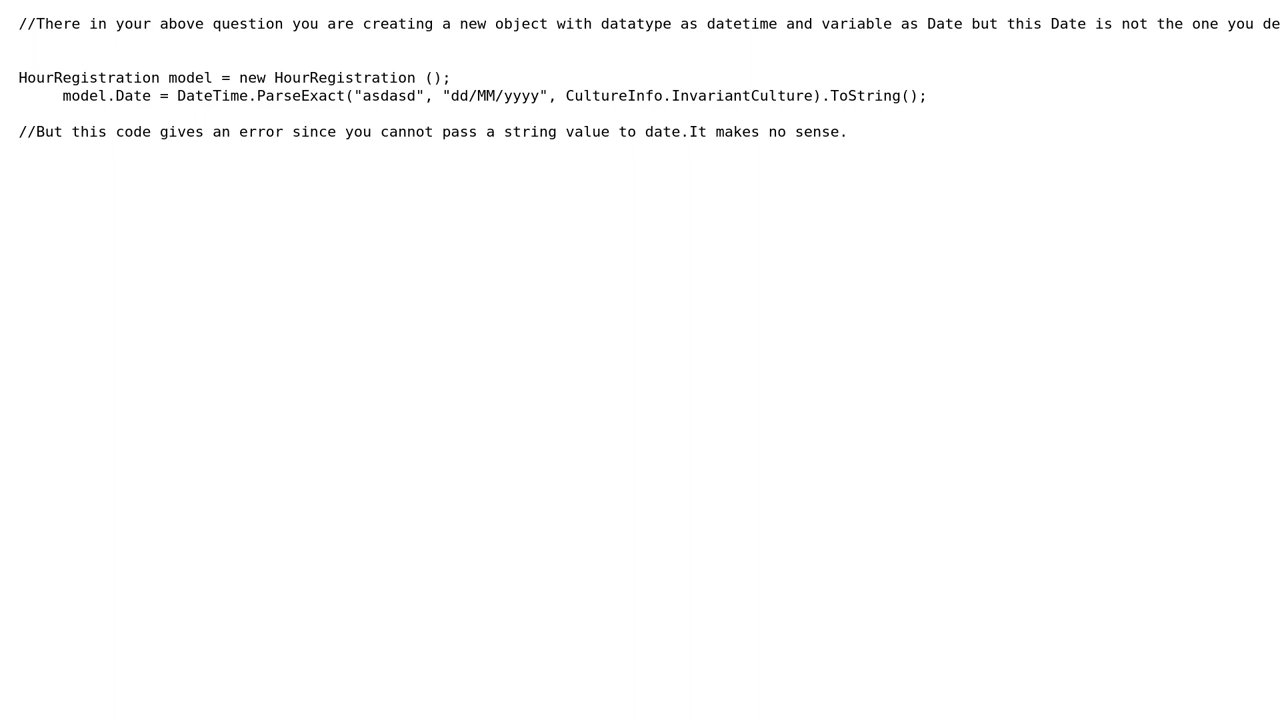 //There in your above question you are creating a new object with datatype as datetime and variable as Date but this Date is not the one you de
HourRegistration model = new HourRegistration ();
model.Date = DateTime.ParseExact("asdasd", "dd/MM/yyyy", CultureInfo.InvariantCulture).ToString();
//But this code gives an error since you cannot pass a string value to date.It makes no sense.